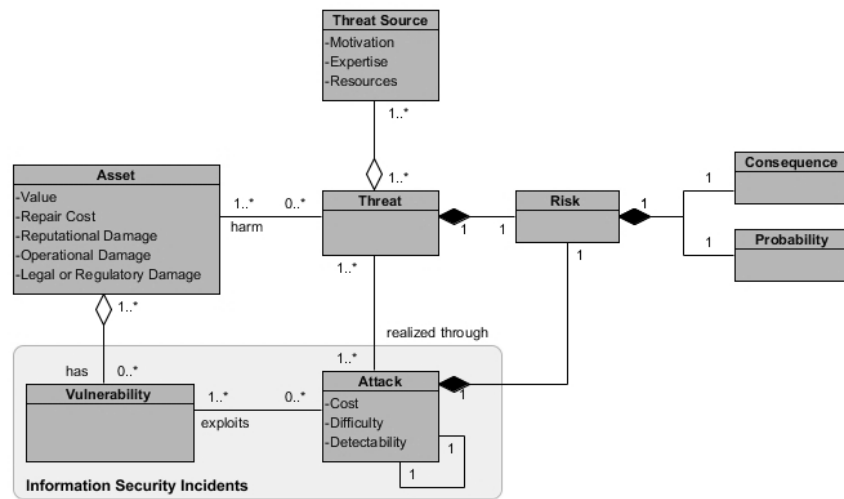 Threat Source
-Motivation
-Expertise
-Resources
1..*
1..*
Asset
-Value
-Repair Cost
-Reputational Damage
-Operational Damage
-Legal or Regulatory Damage
1..*
0..*
harm
Threat
1
1
Risk
1
1
Consequence
1
Probability
1..*
1
1..*
realized through
has
0..*
1..*
Vulnerability
1..*
0..*
exploits
Attack
-Cost
-Difficulty
-Detectability
1
1
1
Information Security Incidents